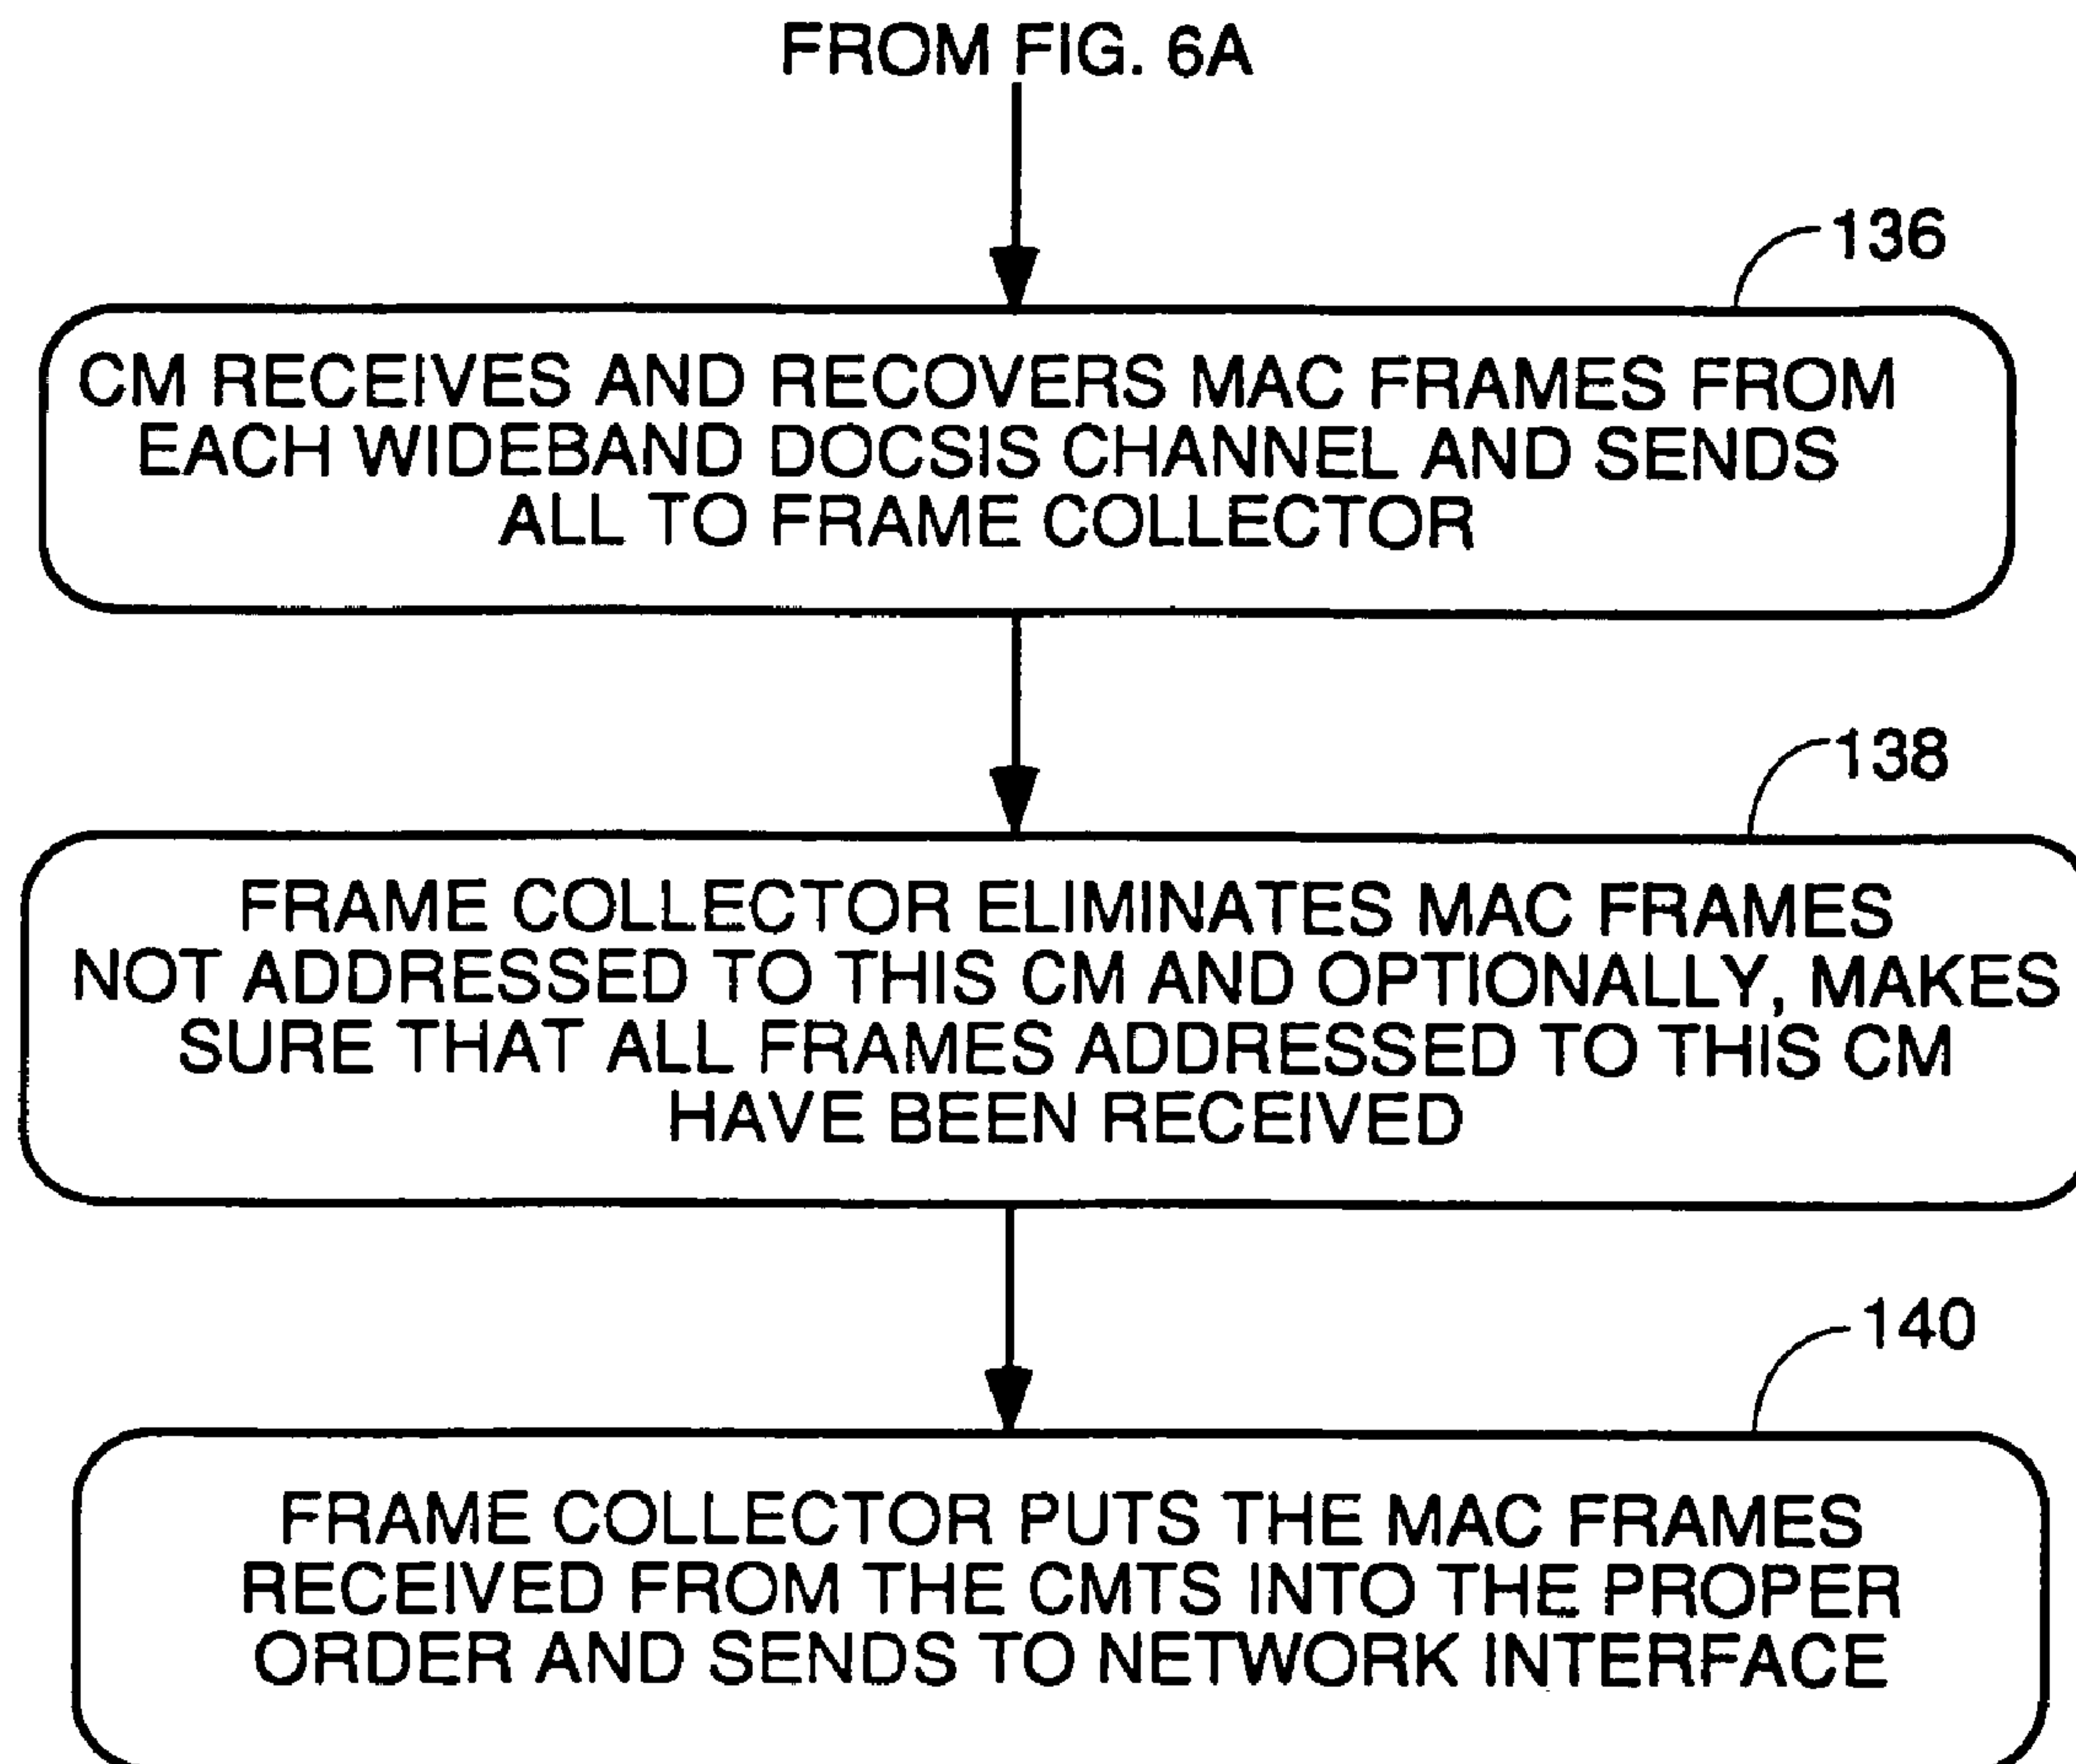 FROM FIG. 6A
136
CM RECEIVES AND RECOVERS MAC FRAMES FROM
EACH WIDEBAND DOCSIS CHANNEL AND SENDS
ALL TO FRAME COLLECTOR
138
FRAME COLLECTOR ELIMINATES MAC FRAMES
NOT ADDRESSED TO THIS CM AND OPTIONALLY, MAKES
SURE THAT ALL FRAMES ADDRESSED TO THIS CM
HAVE BEEN RECEIVED
140
FRAME COLLECTOR PUTS THE MAC FRAMES
RECEIVED FROM THE CMTS INTO THE PROPER
ORDER AND SENDS TO NETWORK INTERFACE